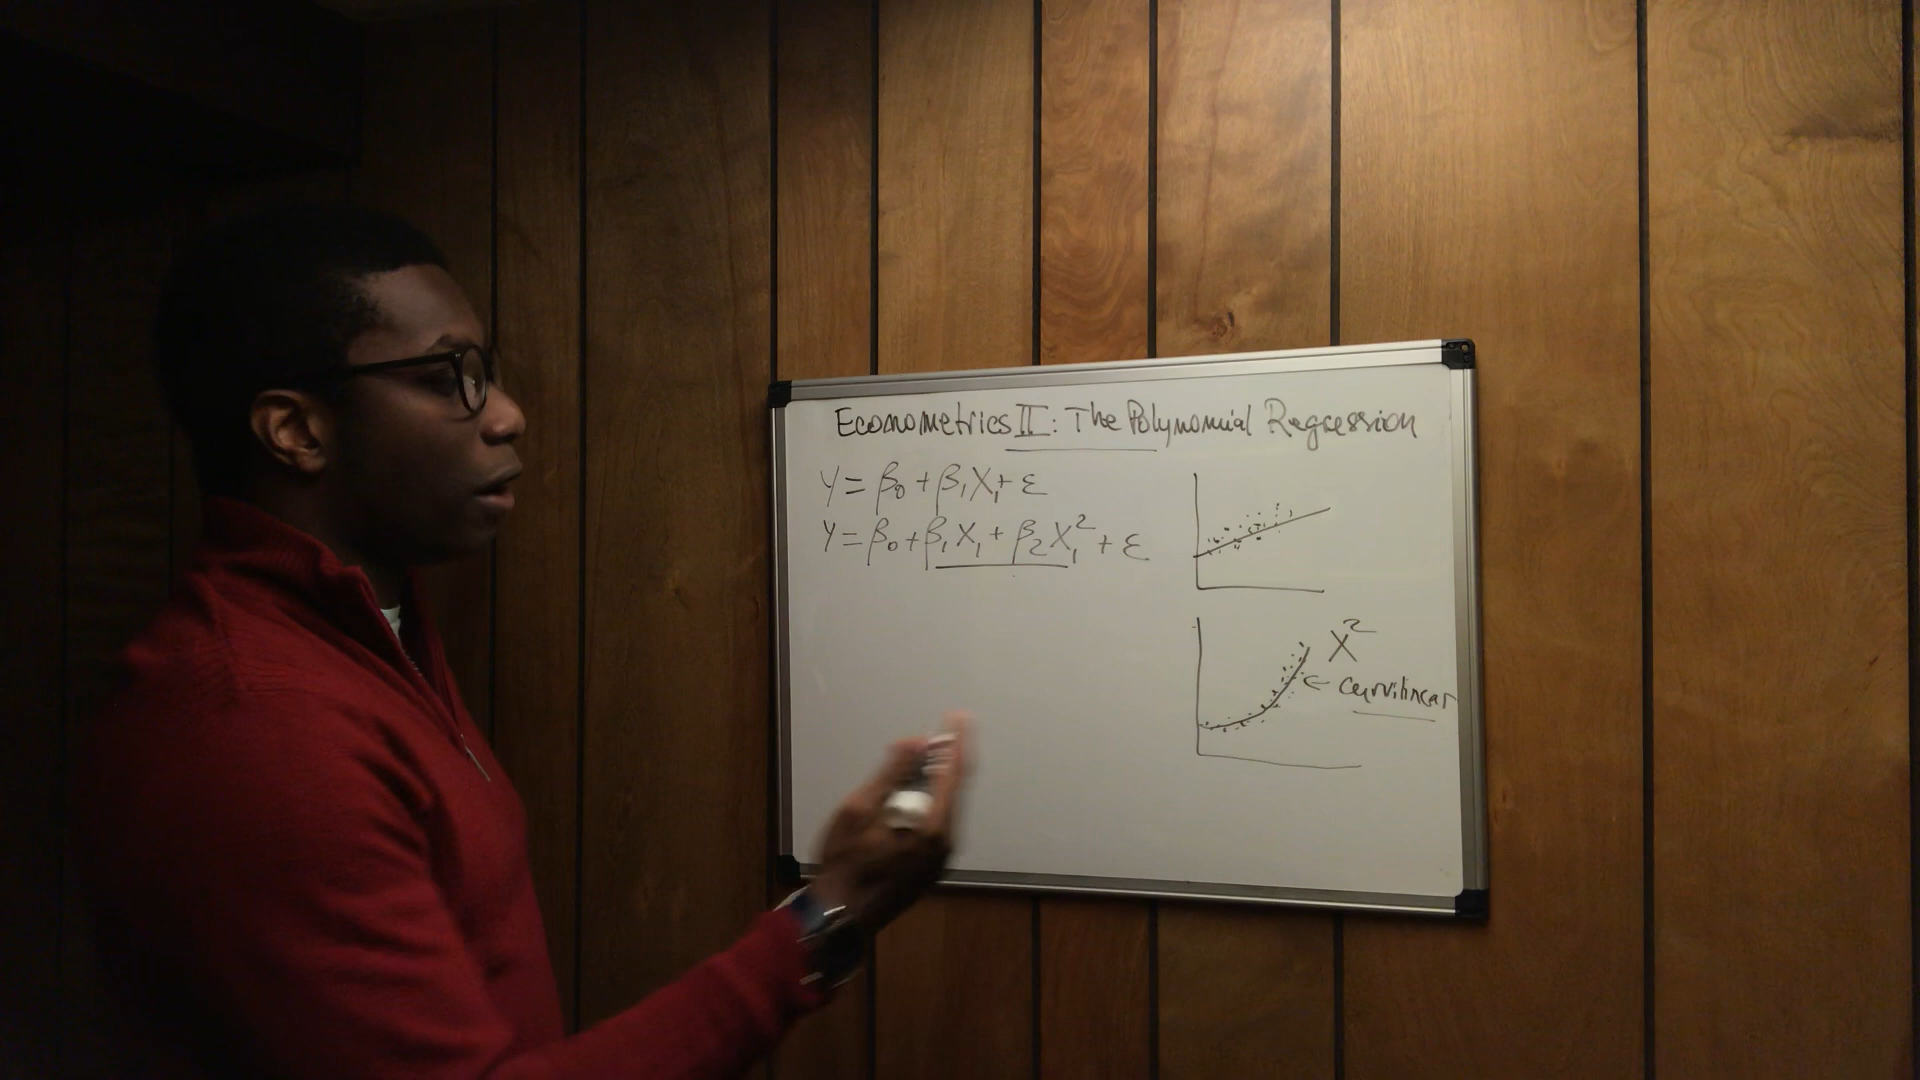 Econometrics II: The Polynomial Regression
Y = β₀ + β₁X₁ + ε
Y = β₀ + β₁X₁ + β₂X₁² + ε
X²
← Curvilinear